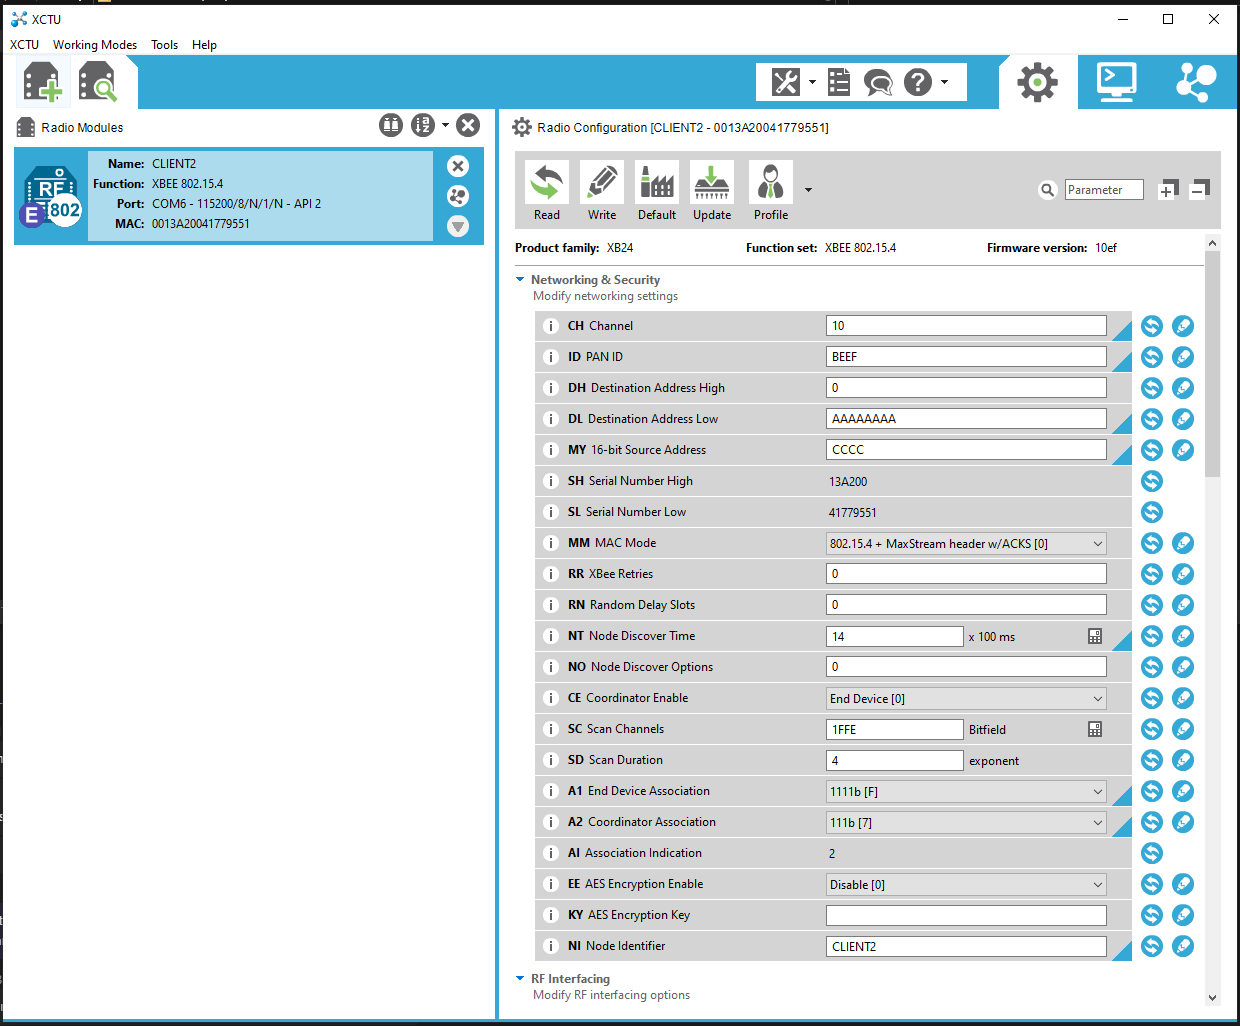 XCTU
XCTU Working Modes Tools Help
Radio Modules
Name: CLIENT2
Function: XBEE 802.15.4
Port: COM6 - 115200/8/N/1/N - API 2
MAC: 0013A20041779551
RF
E 802
Radio Configuration [CLIENT2 - 0013A20041779551]
Read Write Default Update Profile
Parameter
Product family: XB24 Function set: XBEE 802.15.4 Firmware version: 10ef
Networking & Security
Modify networking settings
i CH Channel 10
i ID PAN ID BEEF
i DH Destination Address High 0
i DL Destination Address Low AAAAAAAA
i MY 16-bit Source Address CCCC
i SH Serial Number High 13A200
i SL Serial Number Low 41779551
i MM MAC Mode 802.15.4 + MaxStream header w/ACKS [0]
i RR XBee Retries 0
i RN Random Delay Slots 0
i NT Node Discover Time 14 x 100 ms
i NO Node Discover Options 0
i CE Coordinator Enable End Device [0]
i SC Scan Channels 1FFE Bitfield
i SD Scan Duration 4 exponent
i A1 End Device Association 1111b [F]
i A2 Coordinator Association 111b [7]
i AI Association Indication 2
i EE AES Encryption Enable Disable [0]
i KY AES Encryption Key
i NI Node Identifier CLIENT2
RF Interfacing
Modify RF interfacing options